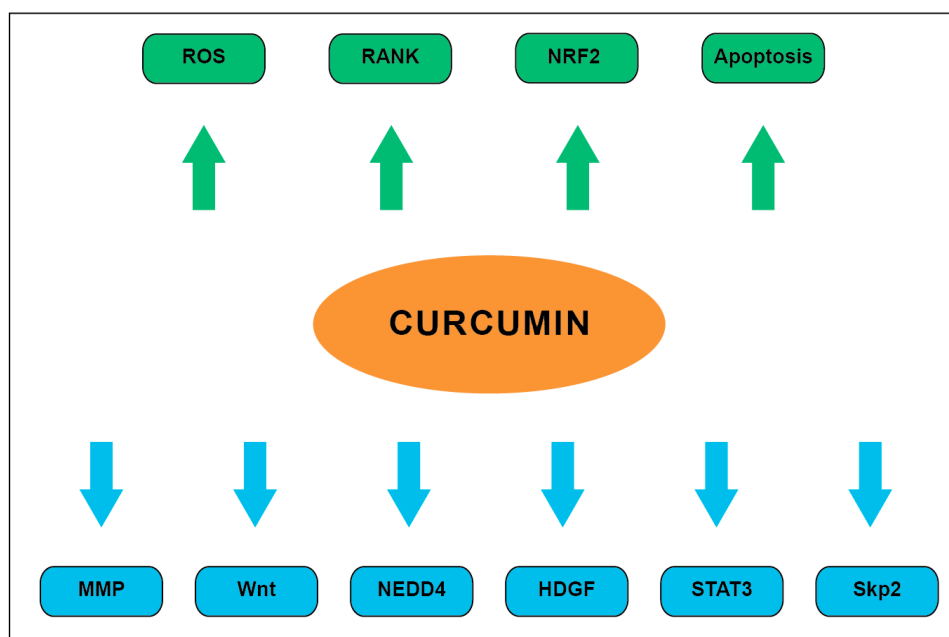 ROS
RANK
NRF2
Apoptosis
CURCUMIN
MMP
Wnt
NEDD4
HDGF
STAT3
Skp2